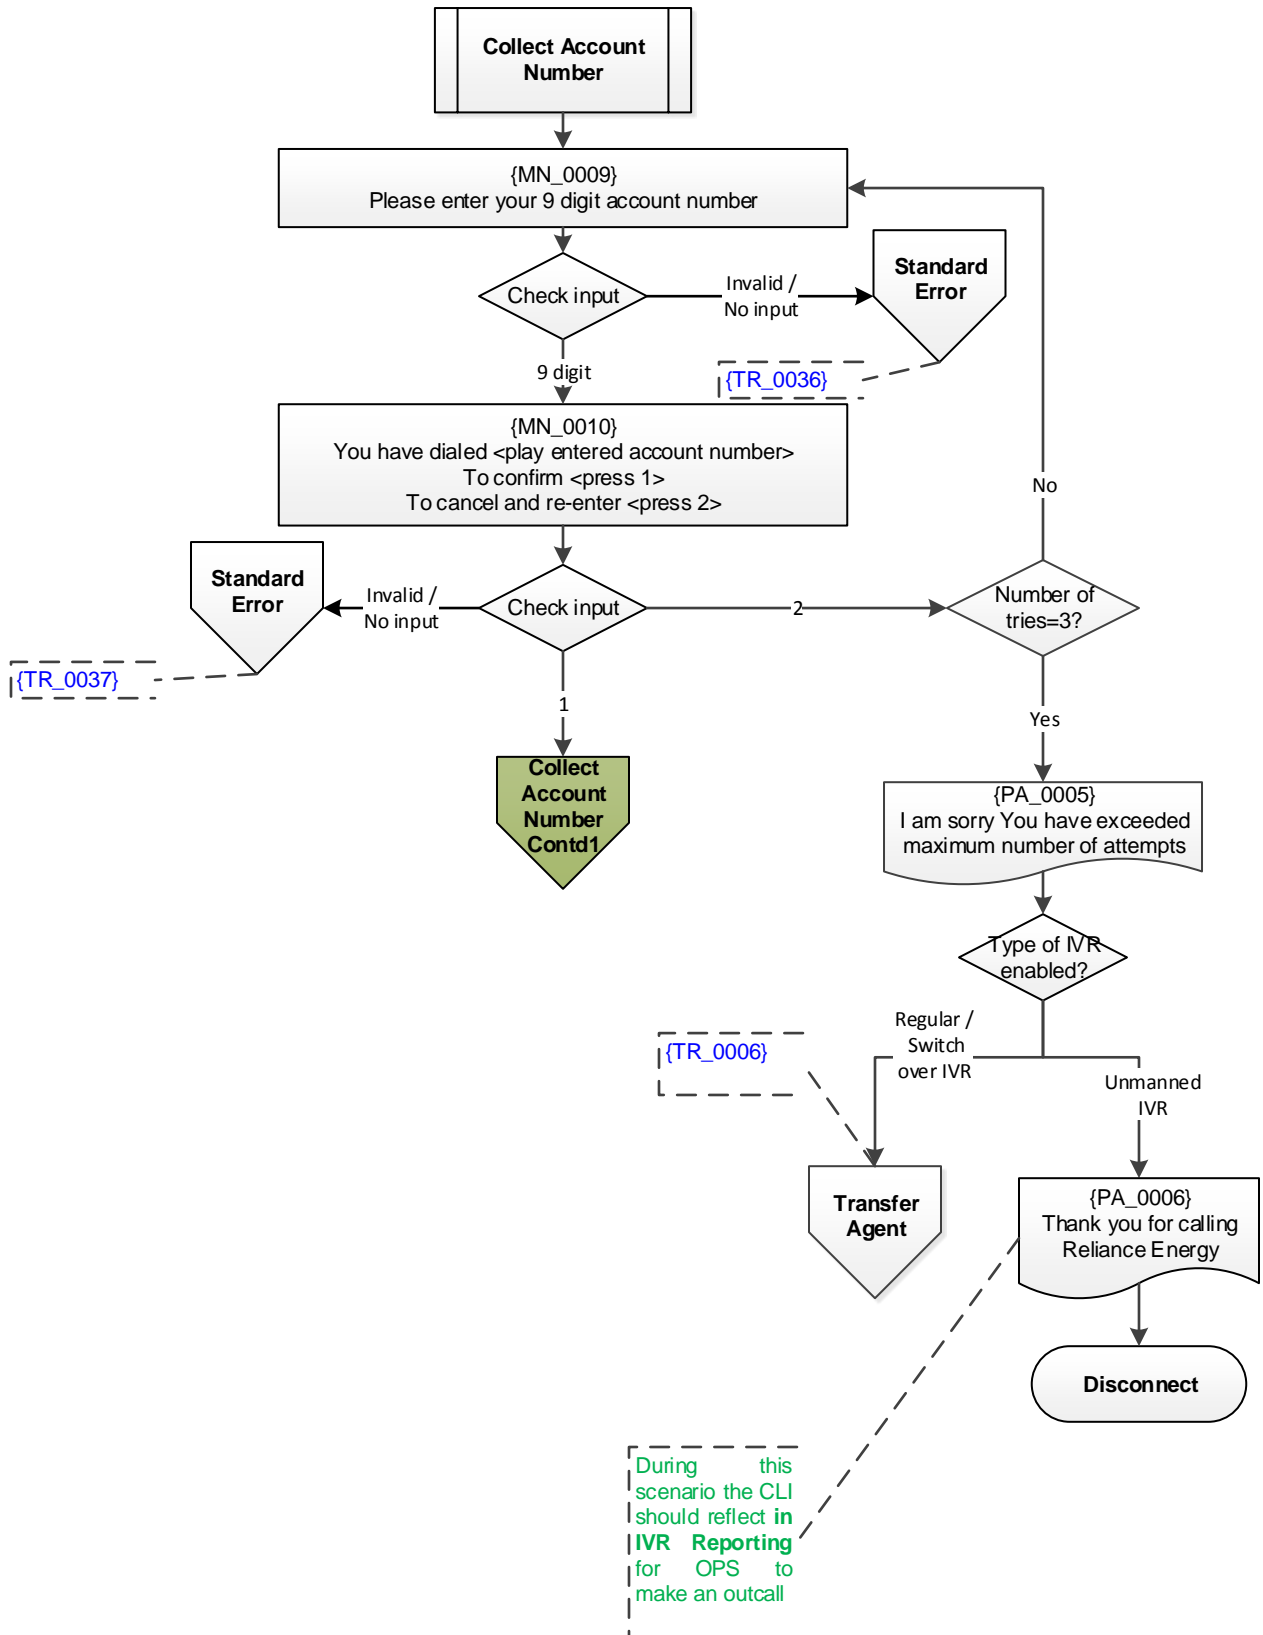 Collect Account
Number
{MN_0009}
Please enter your 9 digit account number
Check input
Invalid /
No input
Standard
Error
{TR_0036}
9 digit
{MN_0010}
You have dialed <play entered account number>
To confirm <press 1>
To cancel and re-enter <press 2>
No
Standard
Error
Invalid /
No input
Check input
2
Number of
tries=3?
{TR_0037}
1
Yes
Collect
Account
Number
Contd1
{PA_0005}
I am sorry You have exceeded
maximum number of attempts
Type of IVR
enabled?
Regular /
Switch
over IVR
{TR_0006}
Unmanned
IVR
Transfer
Agent
{PA_0006}
Thank you for calling
Reliance Energy
Disconnect
During this
scenario the CLI
should reflect in
IVR Reporting
for OPS to
make an outcall